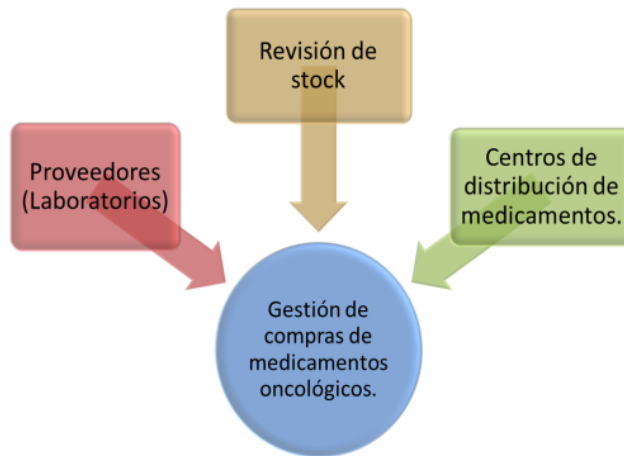 Revisión de
stock
Proveedores
(Laboratorios)
Centros de
distribución de
medicamentos.
Gestión de
compras de
medicamentos
oncológicos.